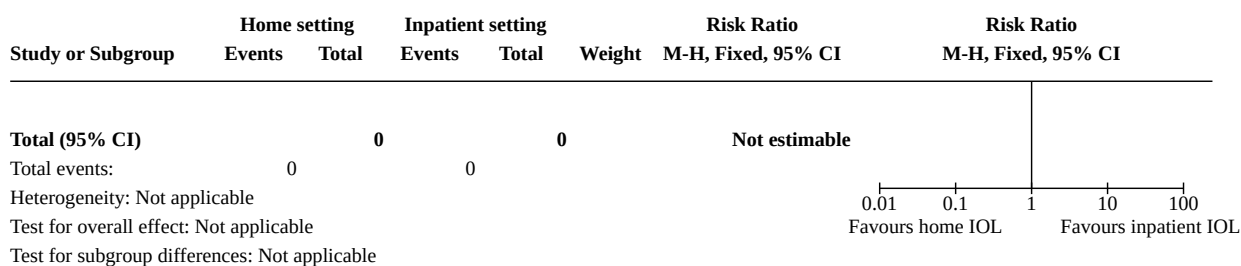 Home setting Inpatient setting Risk Ratio Risk Ratio
Study or Subgroup Events Total Events Total Weight M-H, Fixed, 95% CI M-H, Fixed, 95% CI
Total (95% CI) 0 0 Not estimable
Total events: 0 0
Heterogeneity: Not applicable
0.01 0.1 1 10 100
Test for overall effect: Not applicable Favours home IOL Favours inpatient IOL
Test for subgroup differences: Not applicable